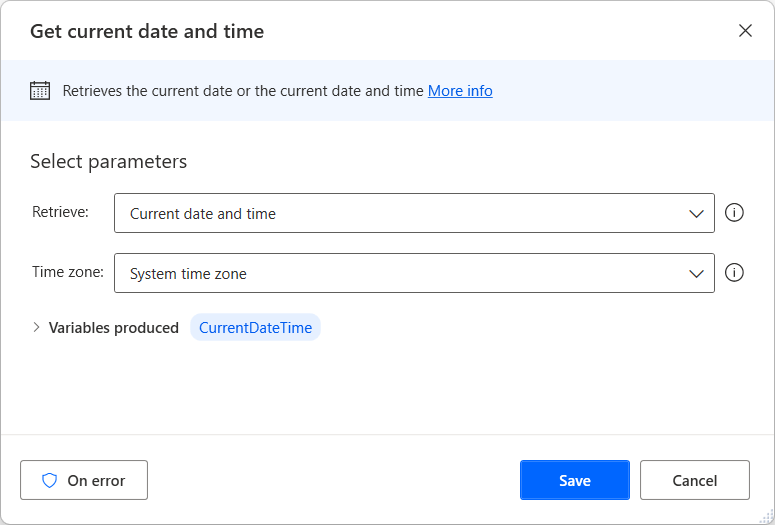 Get current date and time
Retrieves the current date or the current date and time More info
Select parameters
Retrieve: Current date and time
Time zone: System time zone
Variables produced CurrentDateTime
On error Save Cancel